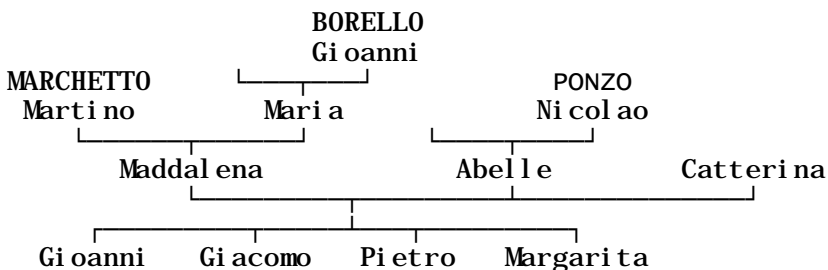 BORELLO
Gioanni
MARCHETTO PONZO
Martino Maria Nicolao
Maddalena Abelle Catterina
Gioanni Giacomo Pietro Margarita